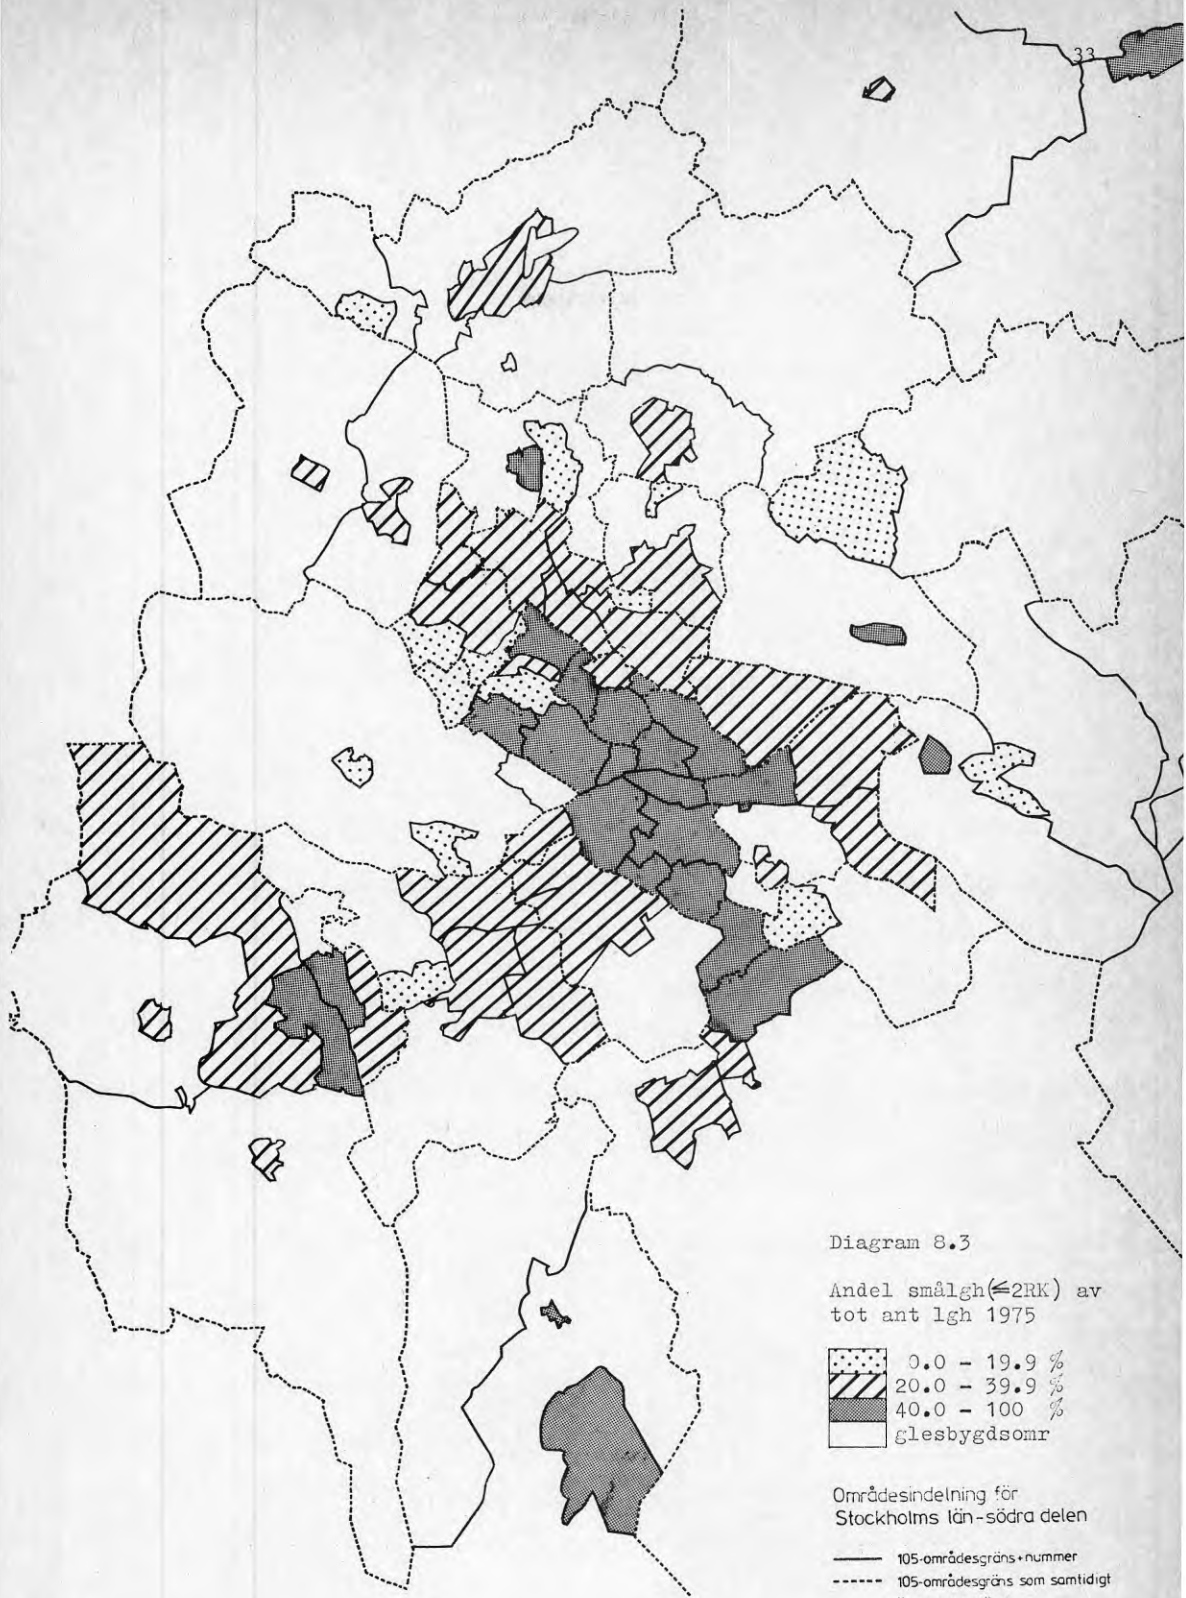 33
Diagram 8.3
Andel smålgh(≤2RK) av
tot ant lgh 1975
0.0 - 19.9 %
20.0 - 39.9 %
40.0 - 100 %
glesbygdsomr
Områdesindelning för
Stockholms län-södra delen
105-områdesgräns+nummer
105-områdesgräns som samtidigt